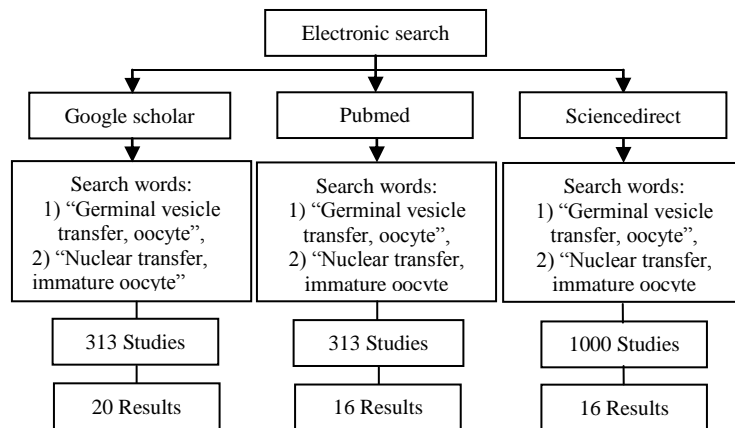 Electronic search
Google scholar
Pubmed
Sciencedirect
Search words:
1) “Germinal vesicle
transfer, oocyte”,
2) “Nuclear transfer,
immature oocyte”
Search words:
1) “Germinal vesicle
transfer, oocyte”,
2) “Nuclear transfer,
immature oocyte
Search words:
1) “Germinal vesicle
transfer, oocyte”,
2) “Nuclear transfer,
immature oocyte
313 Studies
313 Studies
1000 Studies
20 Results
16 Results
16 Results